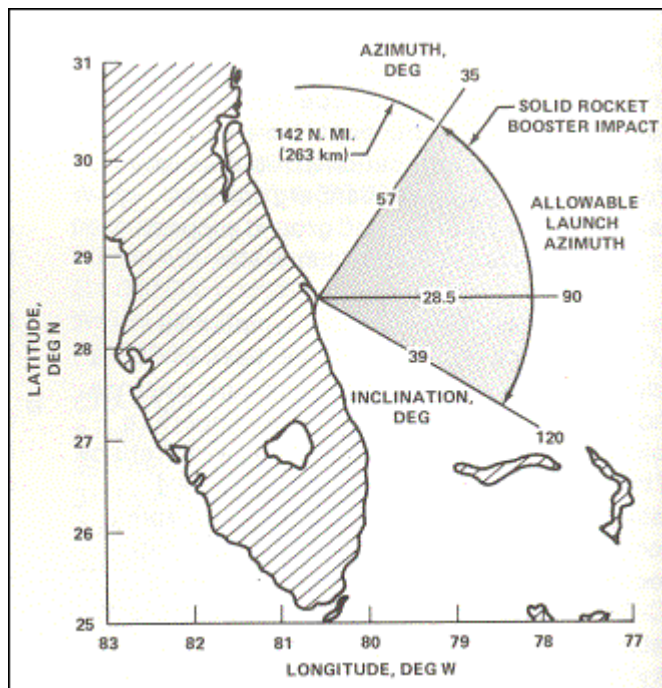 AZIMUTH,
DEG
35
SOLID ROCKET
BOOSTER IMPACT
142 N. MI.
(263 km)
57
ALLOWABLE
LAUNCH
AZIMUTH
28.5
90
39
INCLINATION,
DEG
120
LATITUDE,
DEG N
31
30
29
28
27
26
25
83
82
81
80
79
78
77
LONGITUDE, DEG W